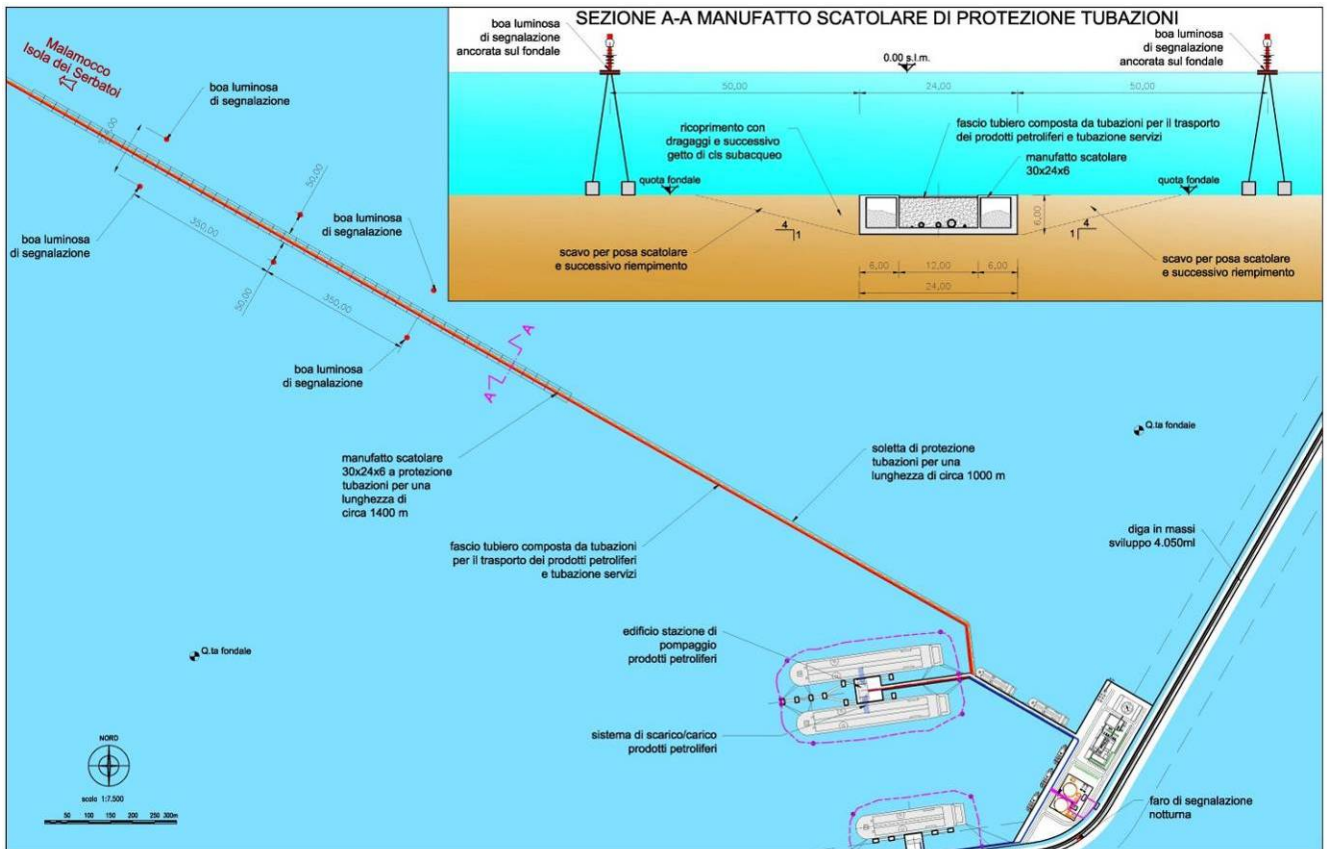 SEZIONE A-A MANUFATTO SCATOLARE DI PROTEZIONE TUBAZIONI
boa luminosa
di segnalazione
ancorata sul fondale
0.00 s.l.m.
boa luminosa
di segnalazione
ancorata sul fondale
50,00
24,00
50,00
ricoprimento con
dragaggi e successivo
getto di cls subacqueo
fascio tubiero composta da tubazioni per il trasporto
dei prodotti petroliferi e tubazione servizi
manufatto scatolare
30x24x6
quota fondale
quota fondale
6,00
4
1
4
1
scavo per posa scatolare
e successivo riempimento
scavo per posa scatolare
e successivo riempimento
6,00
12,00
6,00
24,00
Malamocco
Isola dei Serbatoi
boa luminosa
di segnalazione
boa luminosa
di segnalazione
350,00
50,00
boa luminosa
di segnalazione
50,00
350,00
boa luminosa
di segnalazione
A
A
manufatto scatolare
30x24x6 a protezione
tubazioni per una
lunghezza di
circa 1400 m
soletta di protezione
tubazioni per una
lunghezza di circa 1000 m
Q.ta fondale
fascio tubiero composta da tubazioni
per il trasporto dei prodotti petroliferi
e tubazione servizi
diga in massi
sviluppo 4.050ml
edificio stazione di
pompaggio
prodotti petroliferi
Q.ta fondale
sistema di scarico/carico
prodotti petroliferi
faro di segnalazione
notturna
NORD
scala 1:7.500
50 100 150 200 250 300m